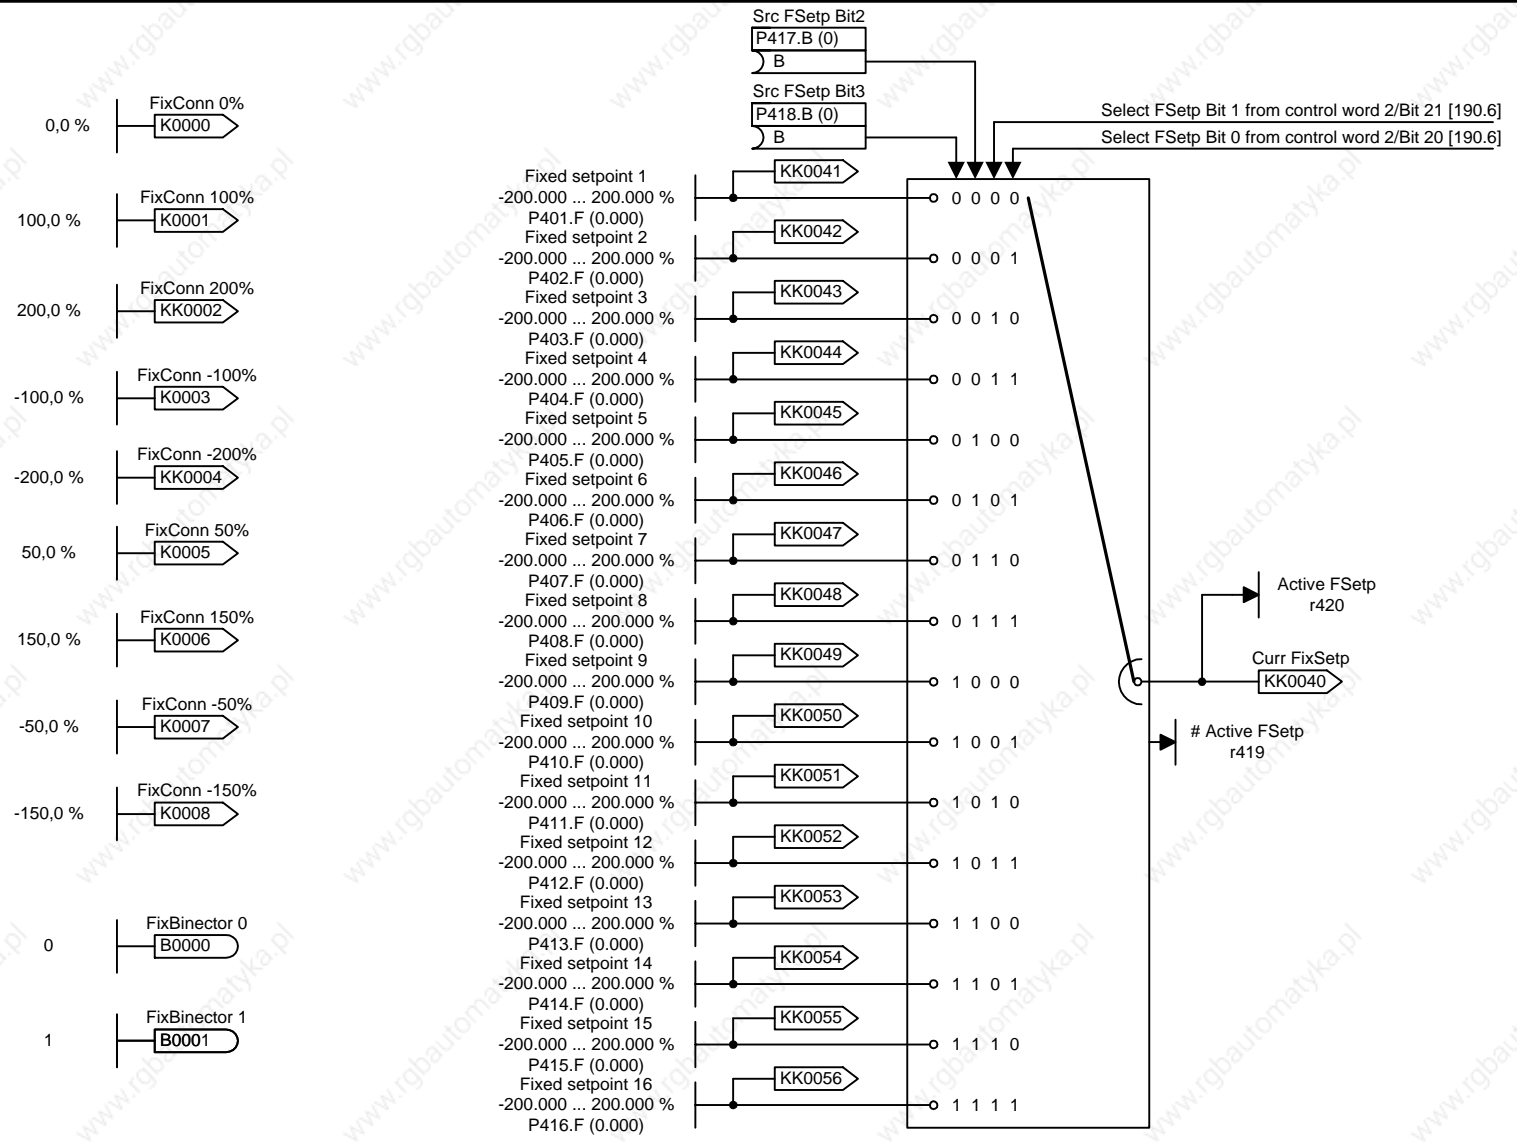 Src FSetp Bit2
P417.B (0)
B
Src FSetp Bit3
P418.B (0)
B
Select FSetp Bit 1 from control word 2/Bit 21 [190.6]
Select FSetp Bit 0 from control word 2/Bit 20 [190.6]
FixConn 0%
0,0 %
K0000
FixConn 100%
100,0 %
K0001
FixConn 200%
200,0 %
KK0002
FixConn -100%
-100,0 %
K0003
FixConn -200%
-200,0 %
KK0004
FixConn 50%
50,0 %
K0005
FixConn 150%
150,0 %
K0006
FixConn -50%
-50,0 %
K0007
FixConn -150%
-150,0 %
K0008
FixBinector 0
0
B0000
FixBinector 1
1
B0001
Fixed setpoint 1
KK0041
-200.000 ... 200.000 %
0 0 0 0
P401.F (0.000)
Fixed setpoint 2
KK0042
-200.000 ... 200.000 %
0 0 0 1
P402.F (0.000)
Fixed setpoint 3
KK0043
-200.000 ... 200.000 %
0 0 1 0
P403.F (0.000)
Fixed setpoint 4
KK0044
-200.000 ... 200.000 %
0 0 1 1
P404.F (0.000)
Fixed setpoint 5
KK0045
-200.000 ... 200.000 %
0 1 0 0
P405.F (0.000)
Fixed setpoint 6
KK0046
-200.000 ... 200.000 %
0 1 0 1
P406.F (0.000)
Fixed setpoint 7
KK0047
-200.000 ... 200.000 %
0 1 1 0
P407.F (0.000)
Fixed setpoint 8
KK0048
-200.000 ... 200.000 %
0 1 1 1
P408.F (0.000)
Fixed setpoint 9
KK0049
-200.000 ... 200.000 %
1 0 0 0
P409.F (0.000)
Fixed setpoint 10
KK0050
-200.000 ... 200.000 %
1 0 0 1
P410.F (0.000)
Fixed setpoint 11
KK0051
-200.000 ... 200.000 %
1 0 1 0
P411.F (0.000)
Fixed setpoint 12
KK0052
-200.000 ... 200.000 %
1 0 1 1
P412.F (0.000)
Fixed setpoint 13
KK0053
-200.000 ... 200.000 %
1 1 0 0
P413.F (0.000)
Fixed setpoint 14
KK0054
-200.000 ... 200.000 %
1 1 0 1
P414.F (0.000)
Fixed setpoint 15
KK0055
-200.000 ... 200.000 %
1 1 1 0
P415.F (0.000)
Fixed setpoint 16
KK0056
-200.000 ... 200.000 %
1 1 1 1
P416.F (0.000)
Active FSetp
r420
Curr FixSetp
KK0040
# Active FSetp
r419
www.rgbautomatyka.pl